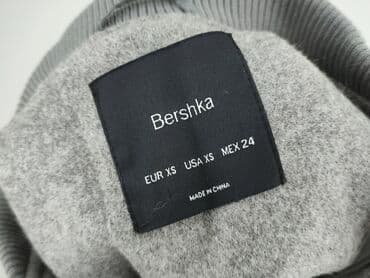 Bershka
EUR XS USA XS MEX 24
MADE IN CHINA